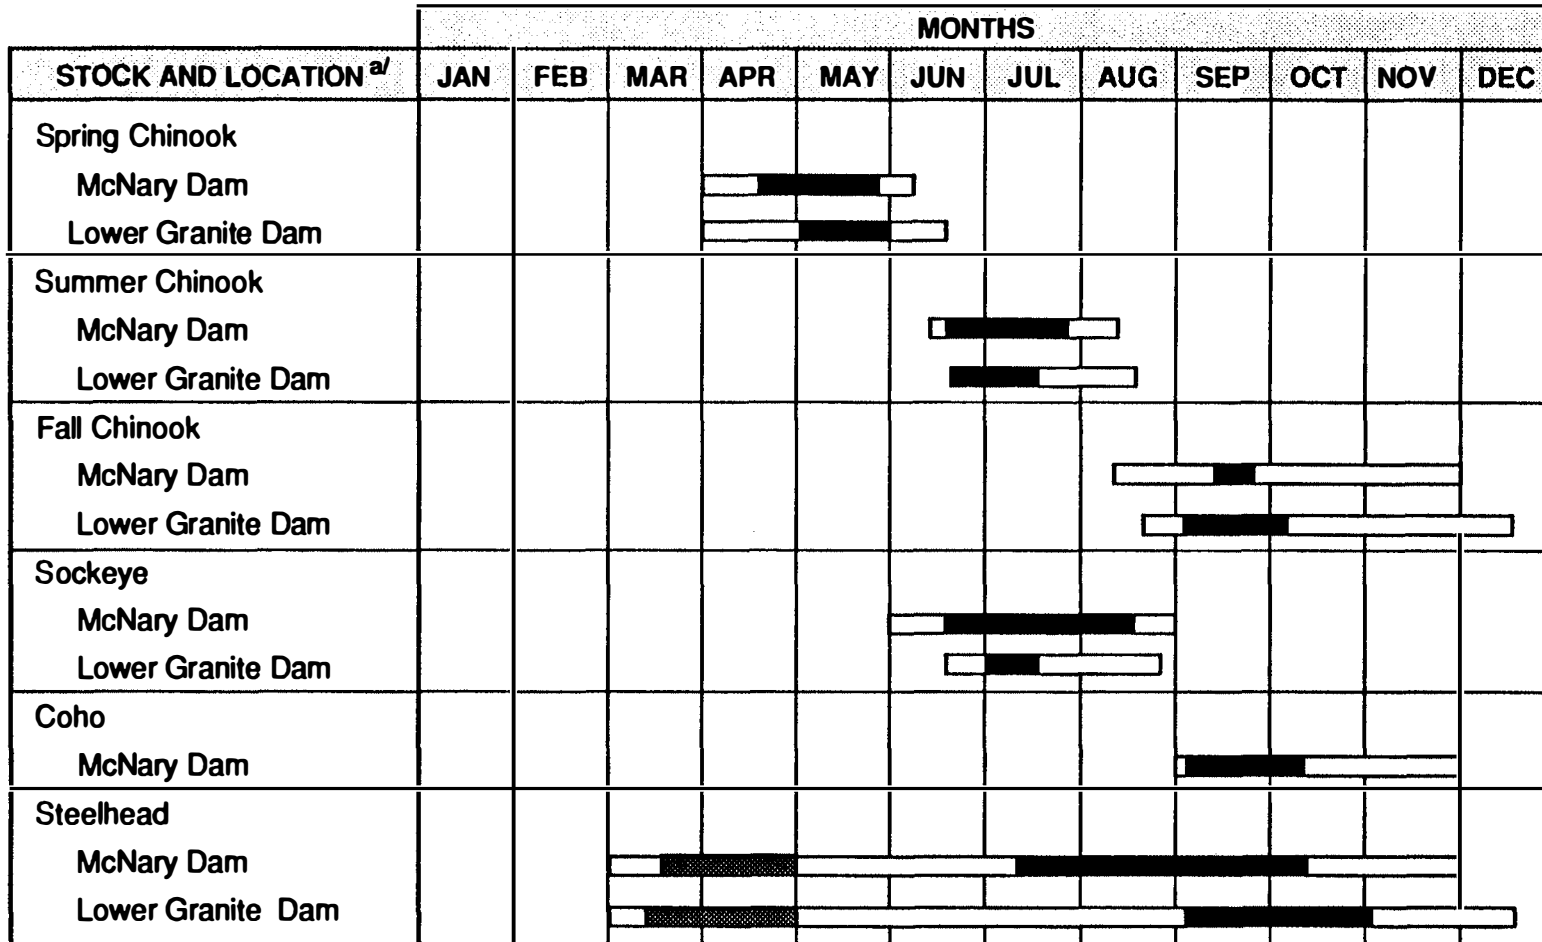 MONTHS
STOCK AND LOCATION a/ JAN FEB MAR APR MAY JUN JUL AUG SEP OCT NOV DEC
Spring Chinook
McNary Dam
Lower Granite Dam
Summer Chinook
McNary Dam
Lower Granite Dam
Fall Chinook
McNary Dam
Lower Granite Dam
Sockeye
McNary Dam
Lower Granite Dam
Coho
McNary Dam
Steelhead
McNary Dam
Lower Granite Dam